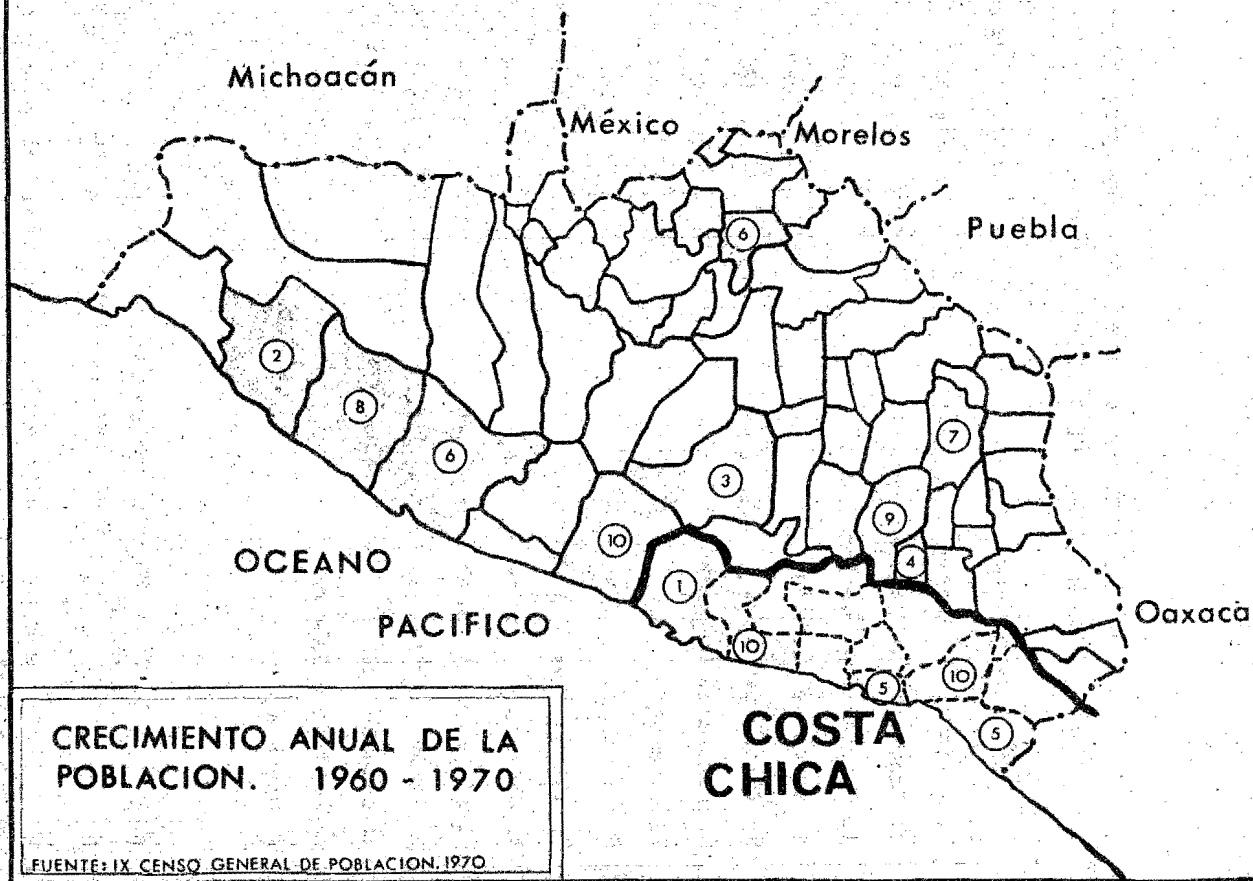 Michoacán
México
Morelos
Puebla
6
2
8
6
7
3
9
10
4
1
OCEANO
PACIFICO
Oaxaca
10
10
5
5
COSTA
CHICA
CRECIMIENTO ANUAL DE LA
POBLACION. 1960 - 1970
FUENTE: IX CENSO GENERAL DE POBLACION. 1970